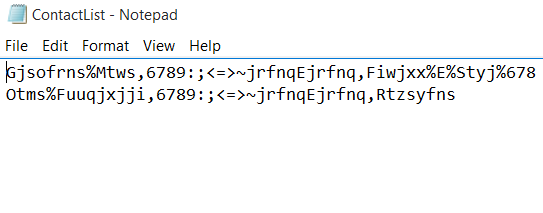 ContactList - Notepad
File Edit Format View Help
Gjsofrns%Mtws,6789:;<=>~jrfnqEjrfnq,Fiwjxx%E%Styj%678
Otms%Fuuqjxjji,6789:;<=>~jrfnqEjrfnq,Rtzsyfns